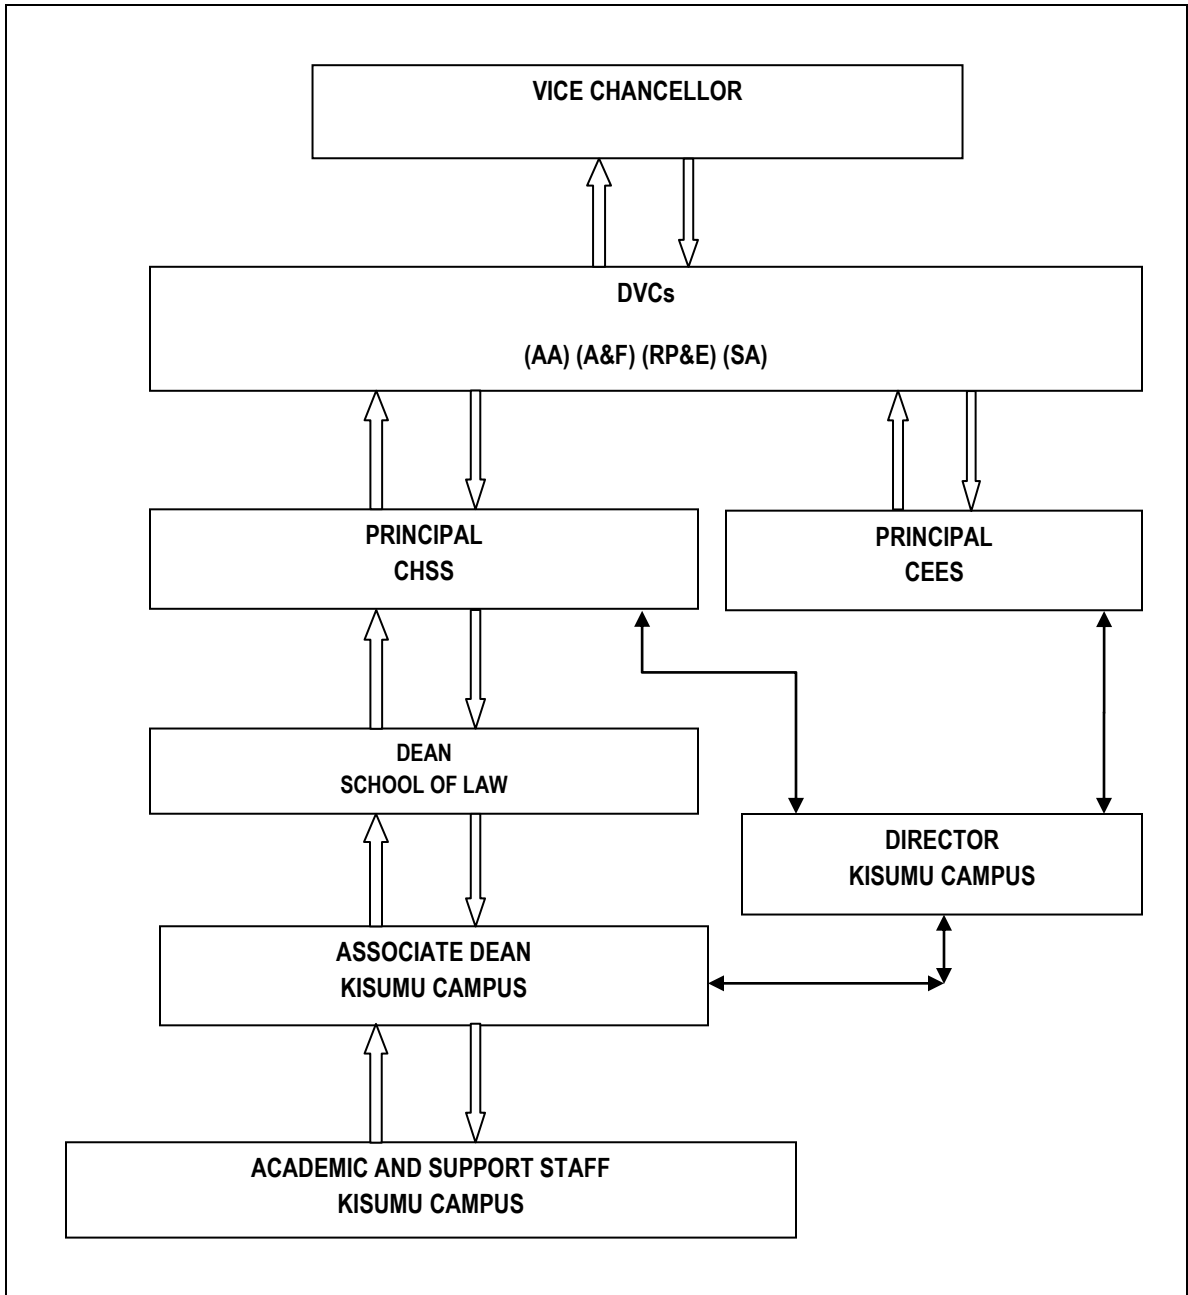 VICE CHANCELLOR
DVCs
(AA) (A&F) (RP&E) (SA)
PRINCIPAL
CHSS
PRINCIPAL
CEES
DEAN
SCHOOL OF LAW
DIRECTOR
KISUMU CAMPUS
ASSOCIATE DEAN
KISUMU CAMPUS
ACADEMIC AND SUPPORT STAFF
KISUMU CAMPUS